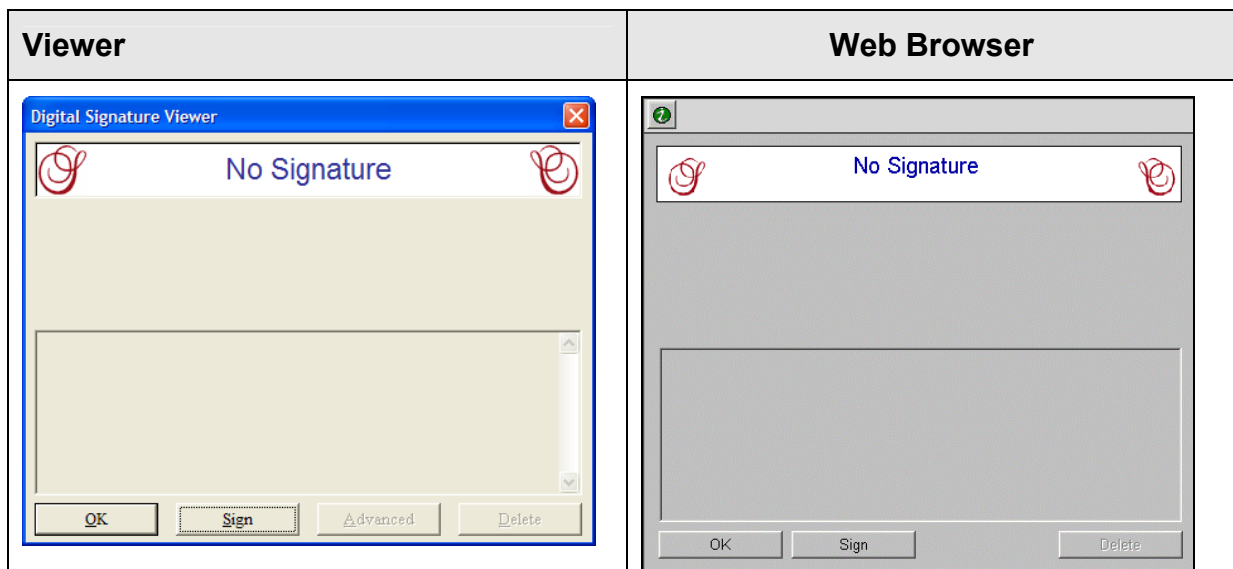 Viewer
Web Browser
Digital Signature Viewer
No Signature
OK
Sign
Advanced
Delete
No Signature
OK
Sign
Delete